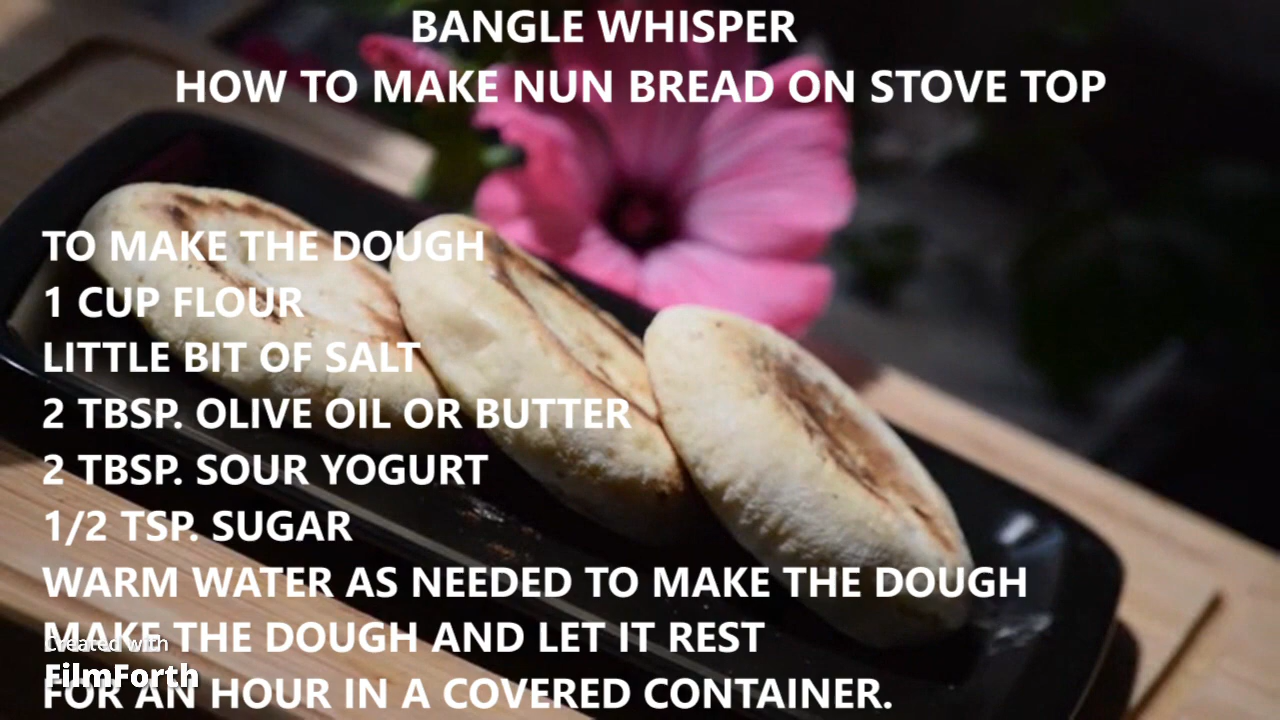 BANGLE WHISPER
HOW TO MAKE NUN BREAD ON STOVE TOP
TO MAKE THE DOUGH
1 CUP FLOUR
LITTLE BIT OF SALT
2 TBSP. OLIVE OIL OR BUTTER
2 TBSP. SOUR YOGURT
1/2 TSP. SUGAR
WARM WATER AS NEEDED TO MAKE THE DOUGH
MAKE THE DOUGH AND LET IT REST
Created with
FilmForth
FOR AN HOUR IN A COVERED CONTAINER.